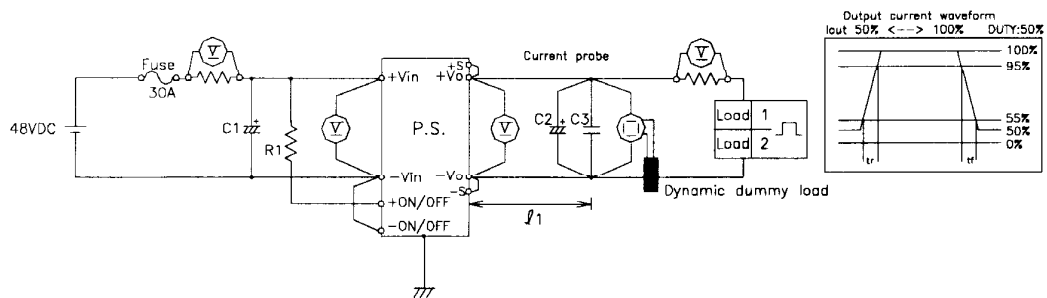 Output current waveform
Iout 50% <--> 100% DUTY:50%
100%
95%
55%
50%
0%
tr
tf
Fuse
30A
V
48VDC
C1
+
R1
+Vin
V
-Vin
+ON/OFF
-ON/OFF
P.S.
+S
+Vo
-Vo
-S
V
Current probe
C2
+
C3
V
Load 1
Load 2
Dynamic dummy load
ℓ1